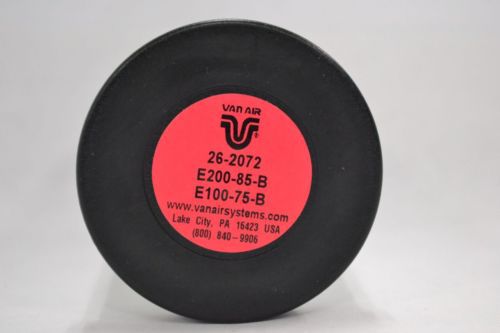 VAN AIR
®
26-2072
E200-85-B
E100-75-B
www.vanairsystems.com
Lake City, PA 16423 USA
(800) 840-9906